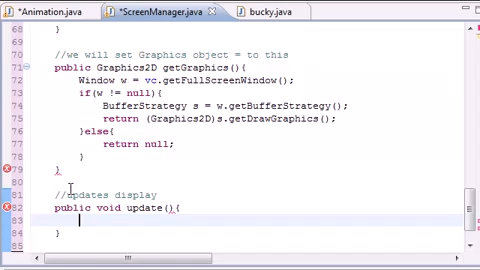 *Animation.java *ScreenManager.java bucky.java
68 }
69
70 //we will set Graphics object = to this
71 public Graphics2D getGraphics(){
72 Window w = vc.getFullScreenWindow();
73 if(w != null){
74 BufferStrategy s = w.getBufferStrategy();
75 return (Graphics2D)s.getDrawGraphics();
76 }else{
77 return null;
78 }
79 }
80
81 //updates display
82 public void update(){
83
84 }
85